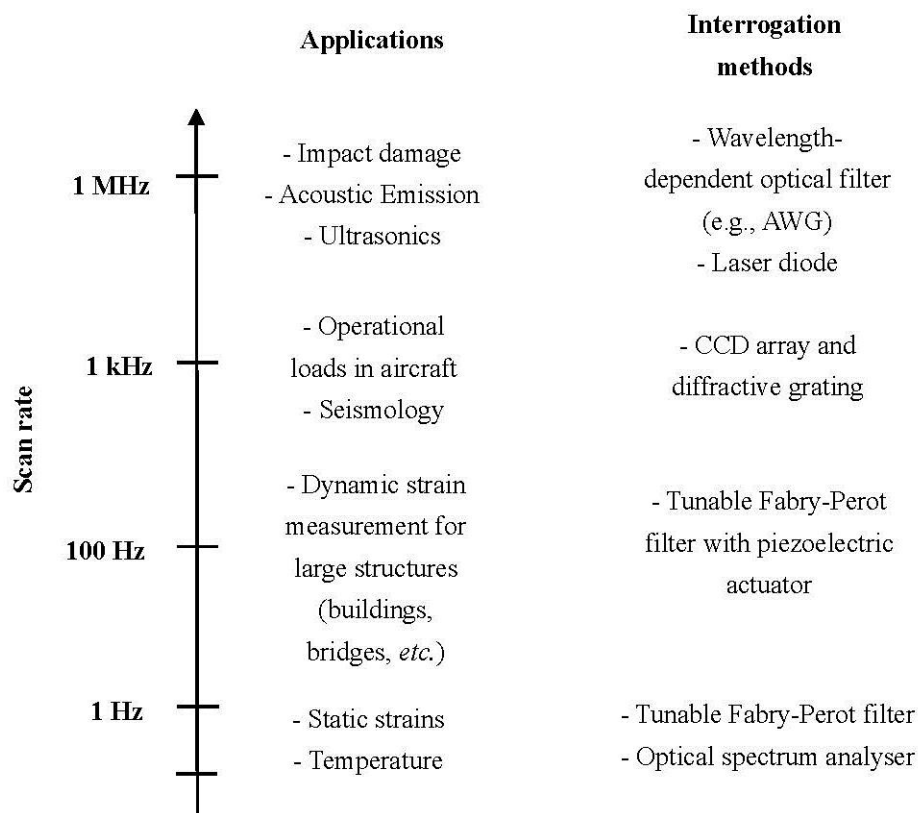 Applications
Interrogation
methods
Scan rate
1 MHz
- Impact damage
- Acoustic Emission
- Ultrasonics
- Wavelength-
dependent optical filter
(e.g., AWG)
- Laser diode
1 kHz
- Operational
loads in aircraft
- Seismology
- CCD array and
diffractive grating
100 Hz
- Dynamic strain
measurement for
large structures
(buildings,
bridges, etc.)
- Tunable Fabry-Perot
filter with piezoelectric
actuator
1 Hz
- Static strains
- Temperature
- Tunable Fabry-Perot filter
- Optical spectrum analyser